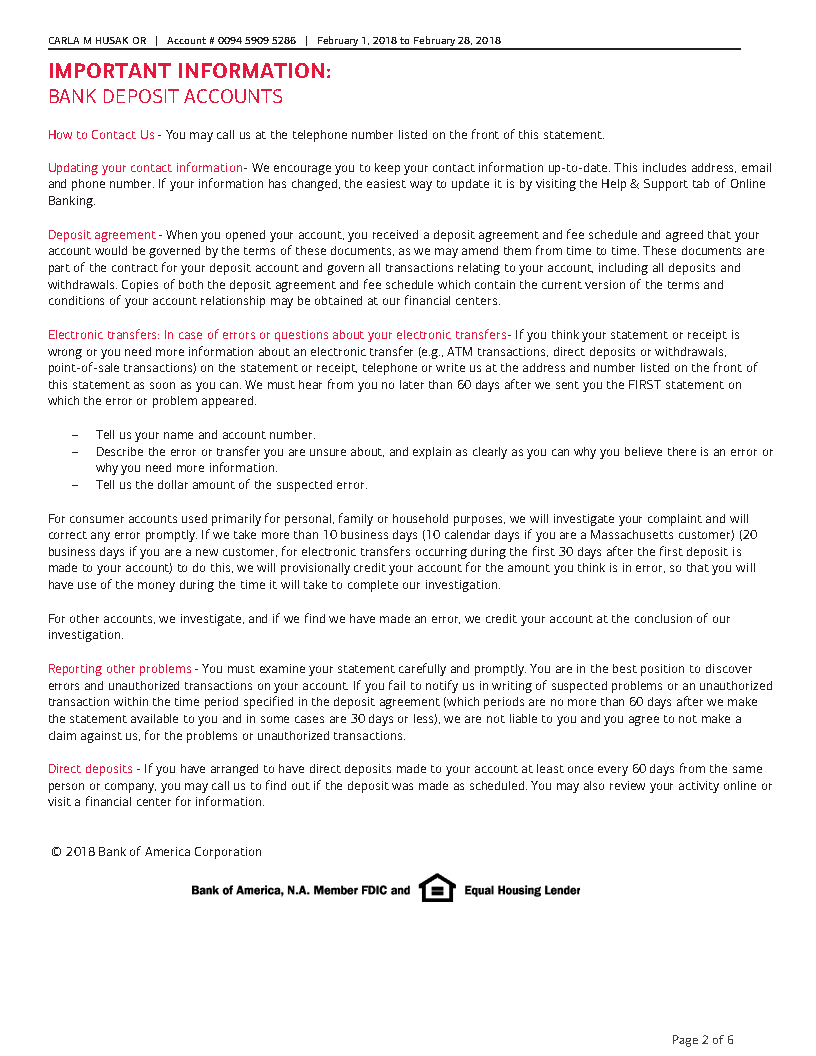 CARLA M HUSAK OR | Account # 0094 5909 5286 | February 1, 2018 to February 28, 2018
IMPORTANT INFORMATION:
BANK DEPOSIT ACCOUNTS
How to Contact Us - You may call us at the telephone number listed on the front of this statement.
Updating your contact information- We encourage you to keep your contact information up-to-date. This includes address, email
and phone number. If your information has changed, the easiest way to update it is by visiting the Help & Support tab of Online
Banking.
Deposit agreement - When you opened your account, you received a deposit agreement and fee schedule and agreed that your
account would be governed by the terms of these documents, as we may amend them from time to time. These documents are
part of the contract for your deposit account and govern all transactions relating to your account, including all deposits and
withdrawals. Copies of both the deposit agreement and fee schedule which contain the current version of the terms and
conditions of your account relationship may be obtained at our financial centers.
Electronic transfers: In case of errors or questions about your electronic transfers- If you think your statement or receipt is
wrong or you need more information about an electronic transfer (e.g., ATM transactions, direct deposits or withdrawals,
point-of-sale transactions) on the statement or receipt, telephone or write us at the address and number listed on the front of
this statement as soon as you can. We must hear from you no later than 60 days after we sent you the FIRST statement on
which the error or problem appeared.
– Tell us your name and account number.
– Describe the error or transfer you are unsure about, and explain as clearly as you can why you believe there is an error or
why you need more information.
– Tell us the dollar amount of the suspected error.
For consumer accounts used primarily for personal, family or household purposes, we will investigate your complaint and will
correct any error promptly. If we take more than 10 business days (10 calendar days if you are a Massachusetts customer) (20
business days if you are a new customer, for electronic transfers occurring during the first 30 days after the first deposit is
made to your account) to do this, we will provisionally credit your account for the amount you think is in error, so that you will
have use of the money during the time it will take to complete our investigation.
For other accounts, we investigate, and if we find we have made an error, we credit your account at the conclusion of our
investigation.
Reporting other problems - You must examine your statement carefully and promptly. You are in the best position to discover
errors and unauthorized transactions on your account. If you fail to notify us in writing of suspected problems or an unauthorized
transaction within the time period specified in the deposit agreement (which periods are no more than 60 days after we make
the statement available to you and in some cases are 30 days or less), we are not liable to you and you agree to not make a
claim against us, for the problems or unauthorized transactions.
Direct deposits - If you have arranged to have direct deposits made to your account at least once every 60 days from the same
person or company, you may call us to find out if the deposit was made as scheduled. You may also review your activity online or
visit a financial center for information.
© 2018 Bank of America Corporation
Bank of America, N.A. Member FDIC and Equal Housing Lender
Page 2 of 6